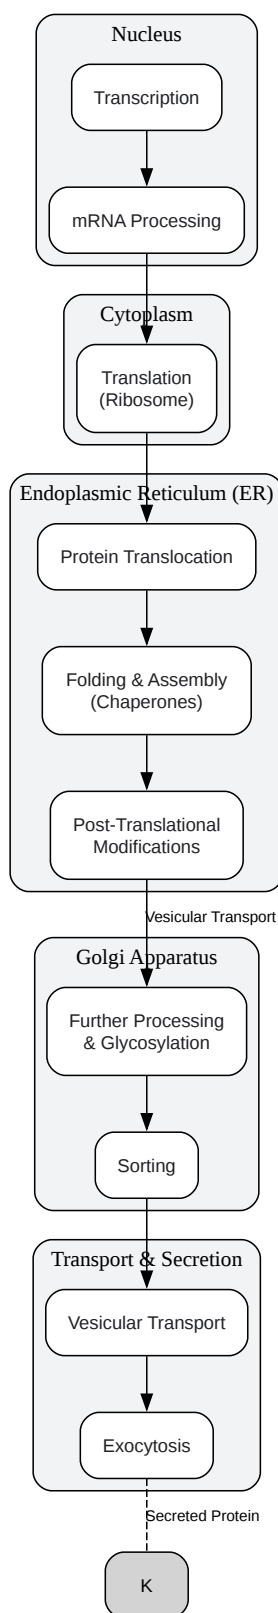 Nucleus
Transcription
mRNA Processing
Cytoplasm
Translation
(Ribosome)
Endoplasmic Reticulum (ER)
Protein Translocation
Folding & Assembly
(Chaperones)
Post-Translational
Modifications
Vesicular Transport
Golgi Apparatus
Further Processing
& Glycosylation
Sorting
Transport & Secretion
Vesicular Transport
Exocytosis
Secreted Protein
K